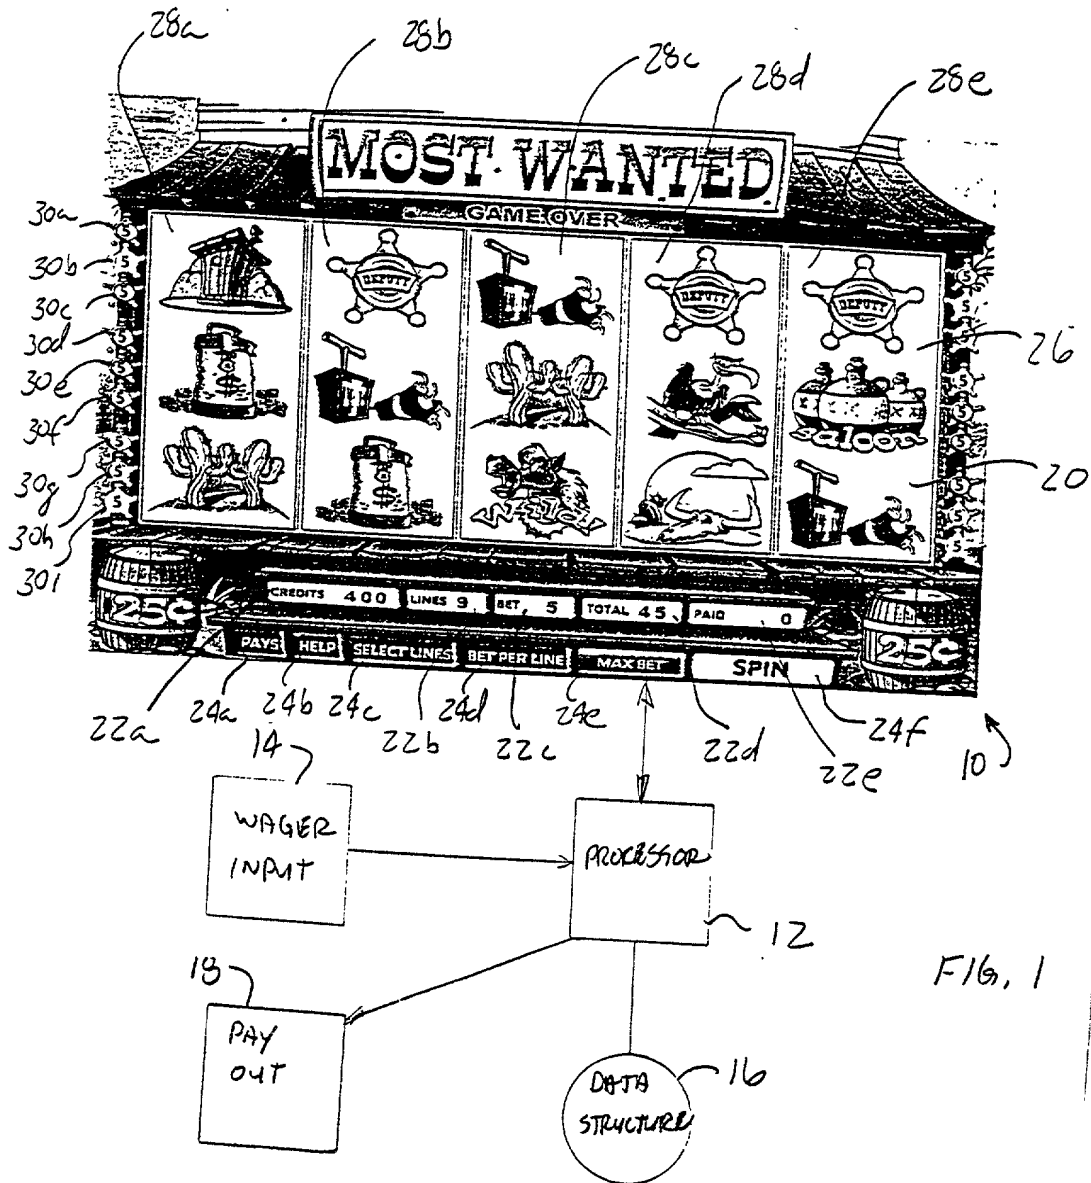 28a
28b
28c
28d
28e
MOST WANTED
GAME OVER
30a
30b
30c
30d
30e
30f
30g
30h
30i
DEPUTY
DEPUTY
DEPUTY
$
saloon
$
26
20
25¢
CREDITS 400 LINES 9 BET 5 TOTAL 45 PAID 0
25¢
PAYS HELP SELECT LINES BET PER LINE MAX BET SPIN
22a
24a
24b
24c
22b
24d
22c
24e
22d
22e
24f
10
14
WAGER
INPUT
PROCESSOR
12
18
PAY
OUT
FIG. 1
16
DATA
STRUCTURE